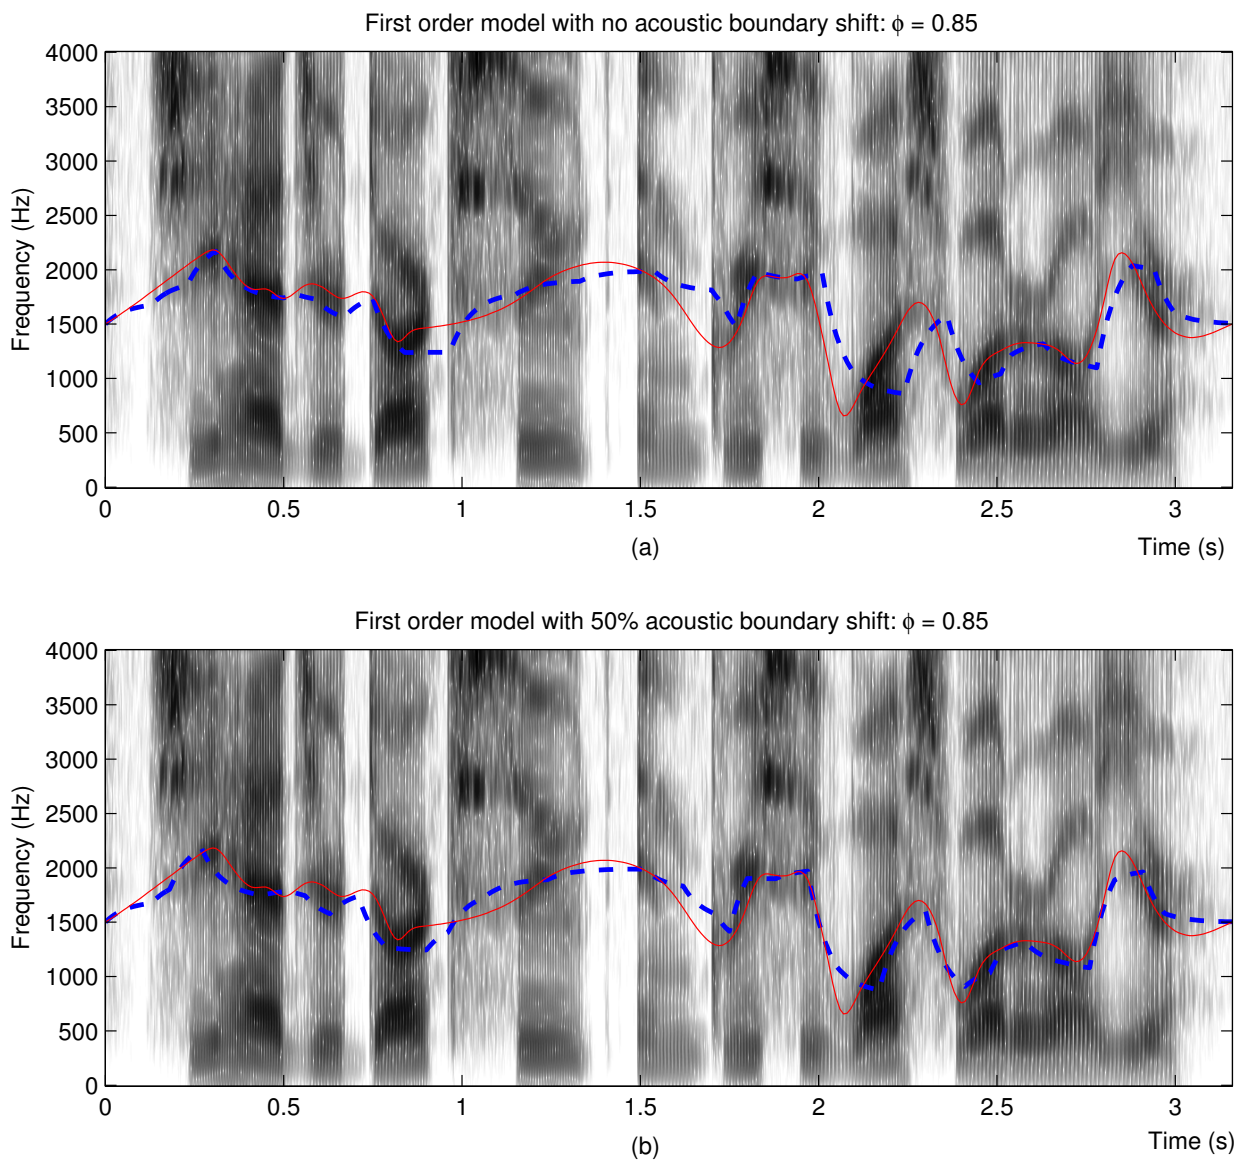 First order model with no acoustic boundary shift: ϕ = 0.85
4000
3500
3000
2500
2000
1500
1000
500
0
Frequency (Hz)
0 0.5 1 1.5 2 2.5 3
(a)
Time (s)
First order model with 50% acoustic boundary shift: ϕ = 0.85
4000
3500
3000
2500
2000
1500
1000
500
0
Frequency (Hz)
0 0.5 1 1.5 2 2.5 3
(b)
Time (s)